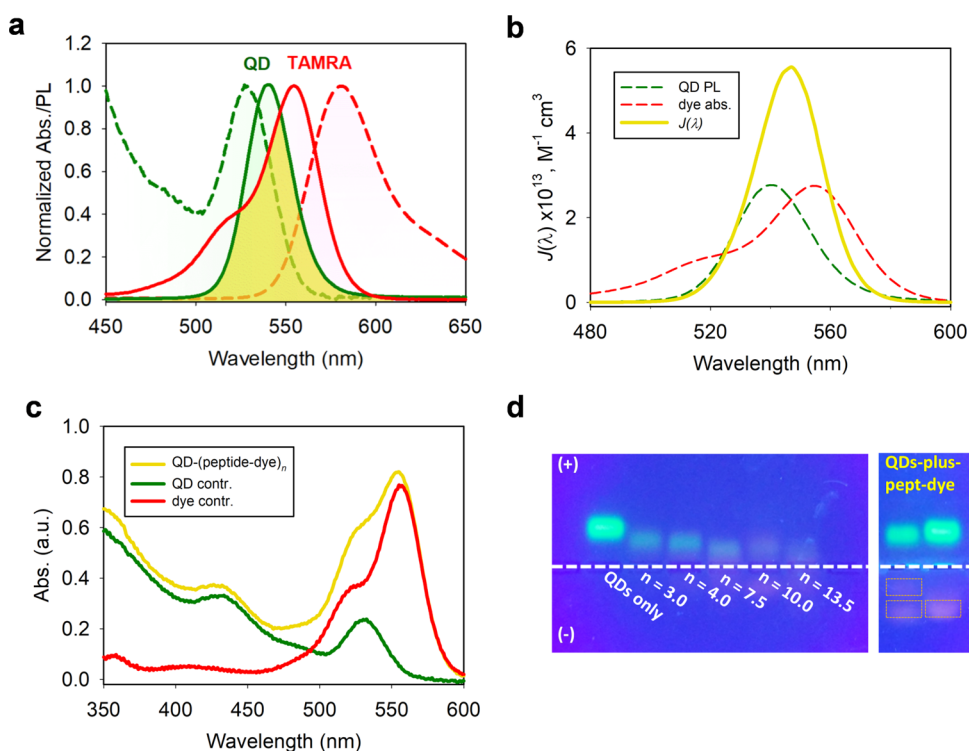 a
QD TAMRA
Normalized Abs./PL
1.2
1.0
0.8
0.6
0.4
0.2
0.0
450 500 550 600 650
Wavelength (nm)
b
QD PL
dye abs.
J(λ)
J(λ) x10¹³, M⁻¹ cm³
6
4
2
0
480 520 560 600
Wavelength (nm)
c
QD-(peptide-dye)ₙ
QD contr.
dye contr.
Abs. (a.u.)
1.0
0.8
0.6
0.4
0.2
0.0
350 400 450 500 550 600
Wavelength (nm)
d
(+)
QDs only
n = 3.0
n = 4.0
n = 7.5
n = 10.0
n = 13.5
(-)
QDs-plus-
pept-dye